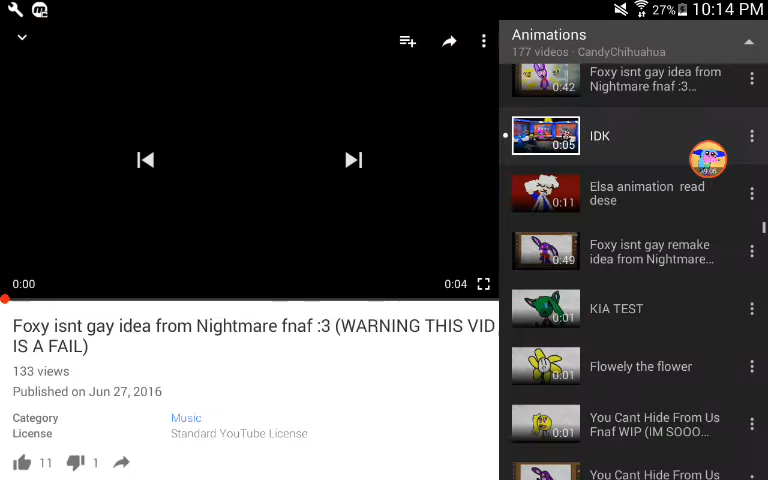 27% 10:14 PM
Animations
177 videos · CandyChihuahua
Foxy isnt gay idea from
Nightmare fnaf :3...
0:42
IDK
0:05
Elsa animation read
dese
0:11
Foxy isnt gay remake
idea from Nightmare...
0:49
KIA TEST
0:01
Flowely the flower
0:01
You Cant Hide From Us
Fnaf WIP (IM SOOO...
0:01
You Cant Hide From Us
0:00
0:04
Foxy isnt gay idea from Nightmare fnaf :3 (WARNING THIS VID
IS A FAIL)
133 views
Published on Jun 27, 2016
Category Music
License Standard YouTube License
11 1